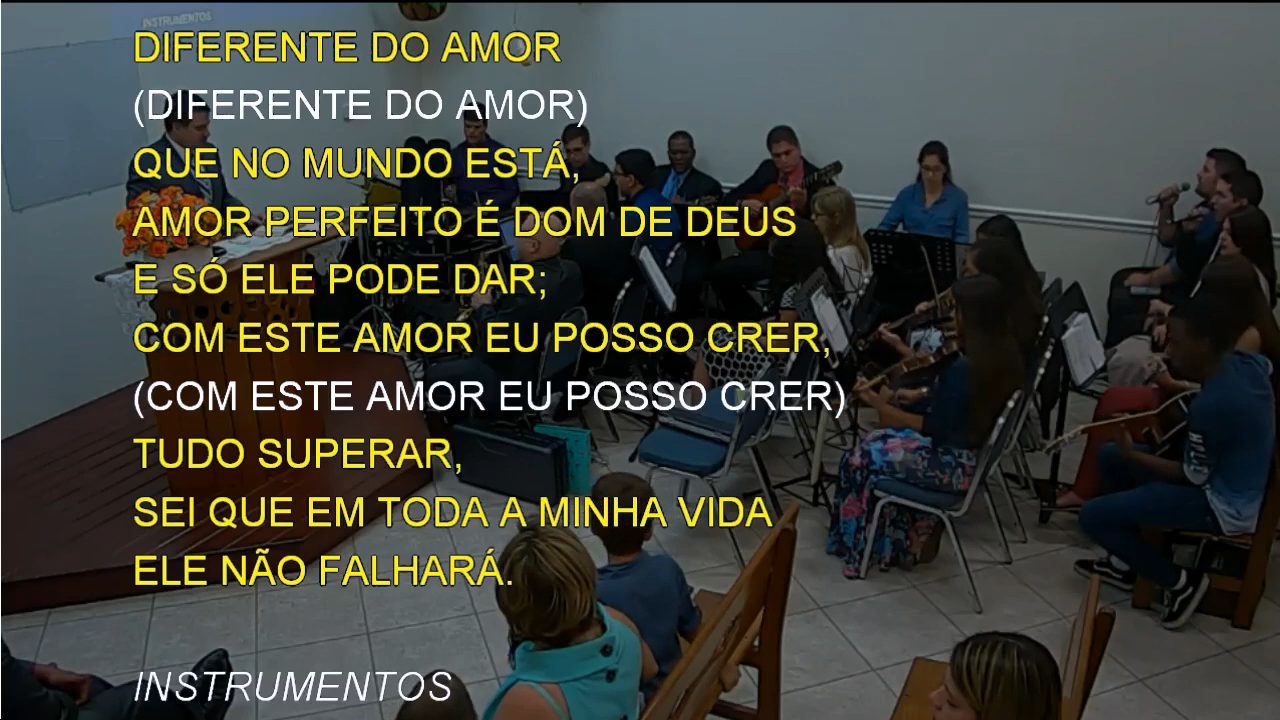 INSTRUMENTOS
DIFERENTE DO AMOR
(DIFERENTE DO AMOR)
QUE NO MUNDO ESTÁ,
AMOR PERFEITO É DOM DE DEUS
E SÓ ELE PODE DAR;
COM ESTE AMOR EU POSSO CRER,
(COM ESTE AMOR EU POSSO CRER)
TUDO SUPERAR,
SEI QUE EM TODA A MINHA VIDA
ELE NÃO FALHARÁ.
INSTRUMENTOS